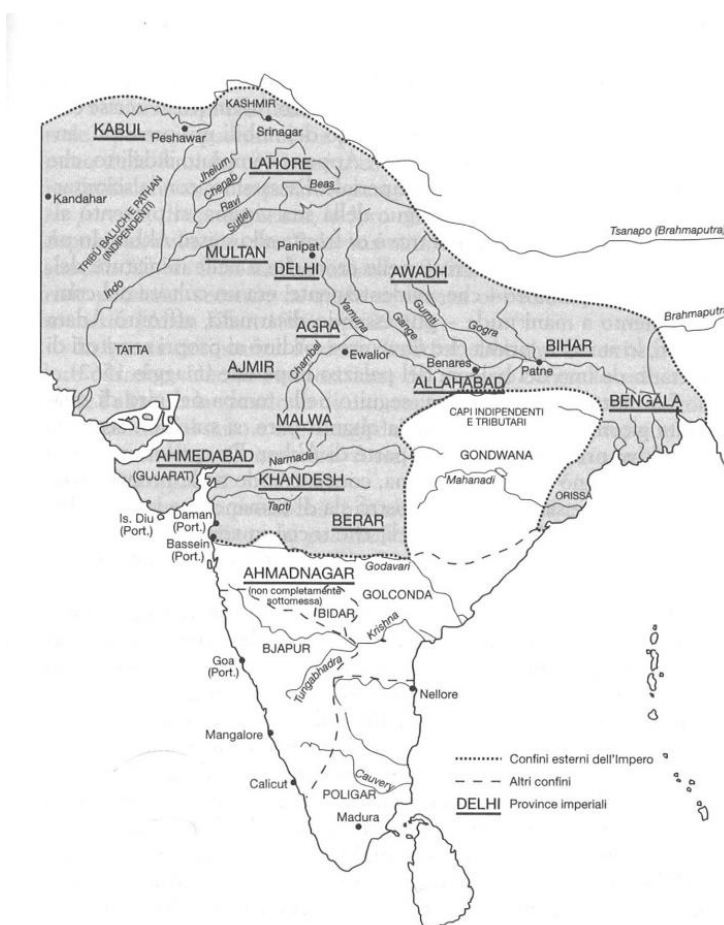 KASHMIR
KABUL
Peshawar
Srinagar
LAHORE
Jhelum
Chenab
Ravi
Beas
Sutlej
Kandahar
TRIBÙ BALUCH E PATHAN
(INDIPENDENTI)
Tsanapo (Brahmaputra)
MULTAN
Panipat
DELHI
AWADH
Indo
Yamuna
Gange
Gumti
Gogra
Brahmaputra
TATTA
AGRA
Ewalior
Chambal
BIHAR
Benares
Patne
AJMIR
ALLAHABAD
BENGALA
MALWA
CAPI INDIPENDENTI
E TRIBUTARI
AHMEDABAD
(GUJARAT)
Narmada
GONDWANA
KHANDESH
Mahanadi
Tapti
ORISSA
Is. Diu
(Port.)
Daman
(Port.)
BERAR
Bassein
(Port.)
Godavari
AHMADNAGAR
(non completamente
sottomessa)
GOLCONDA
BIDAR
BJAPUR
Krishna
Goa
(Port.)
Tungabhadra
Nellore
Mangalore
Confini esterni dell'Impero
Calicut
Cauvery
Altri confini
POLIGAR
DELHI Province imperiali
Madura